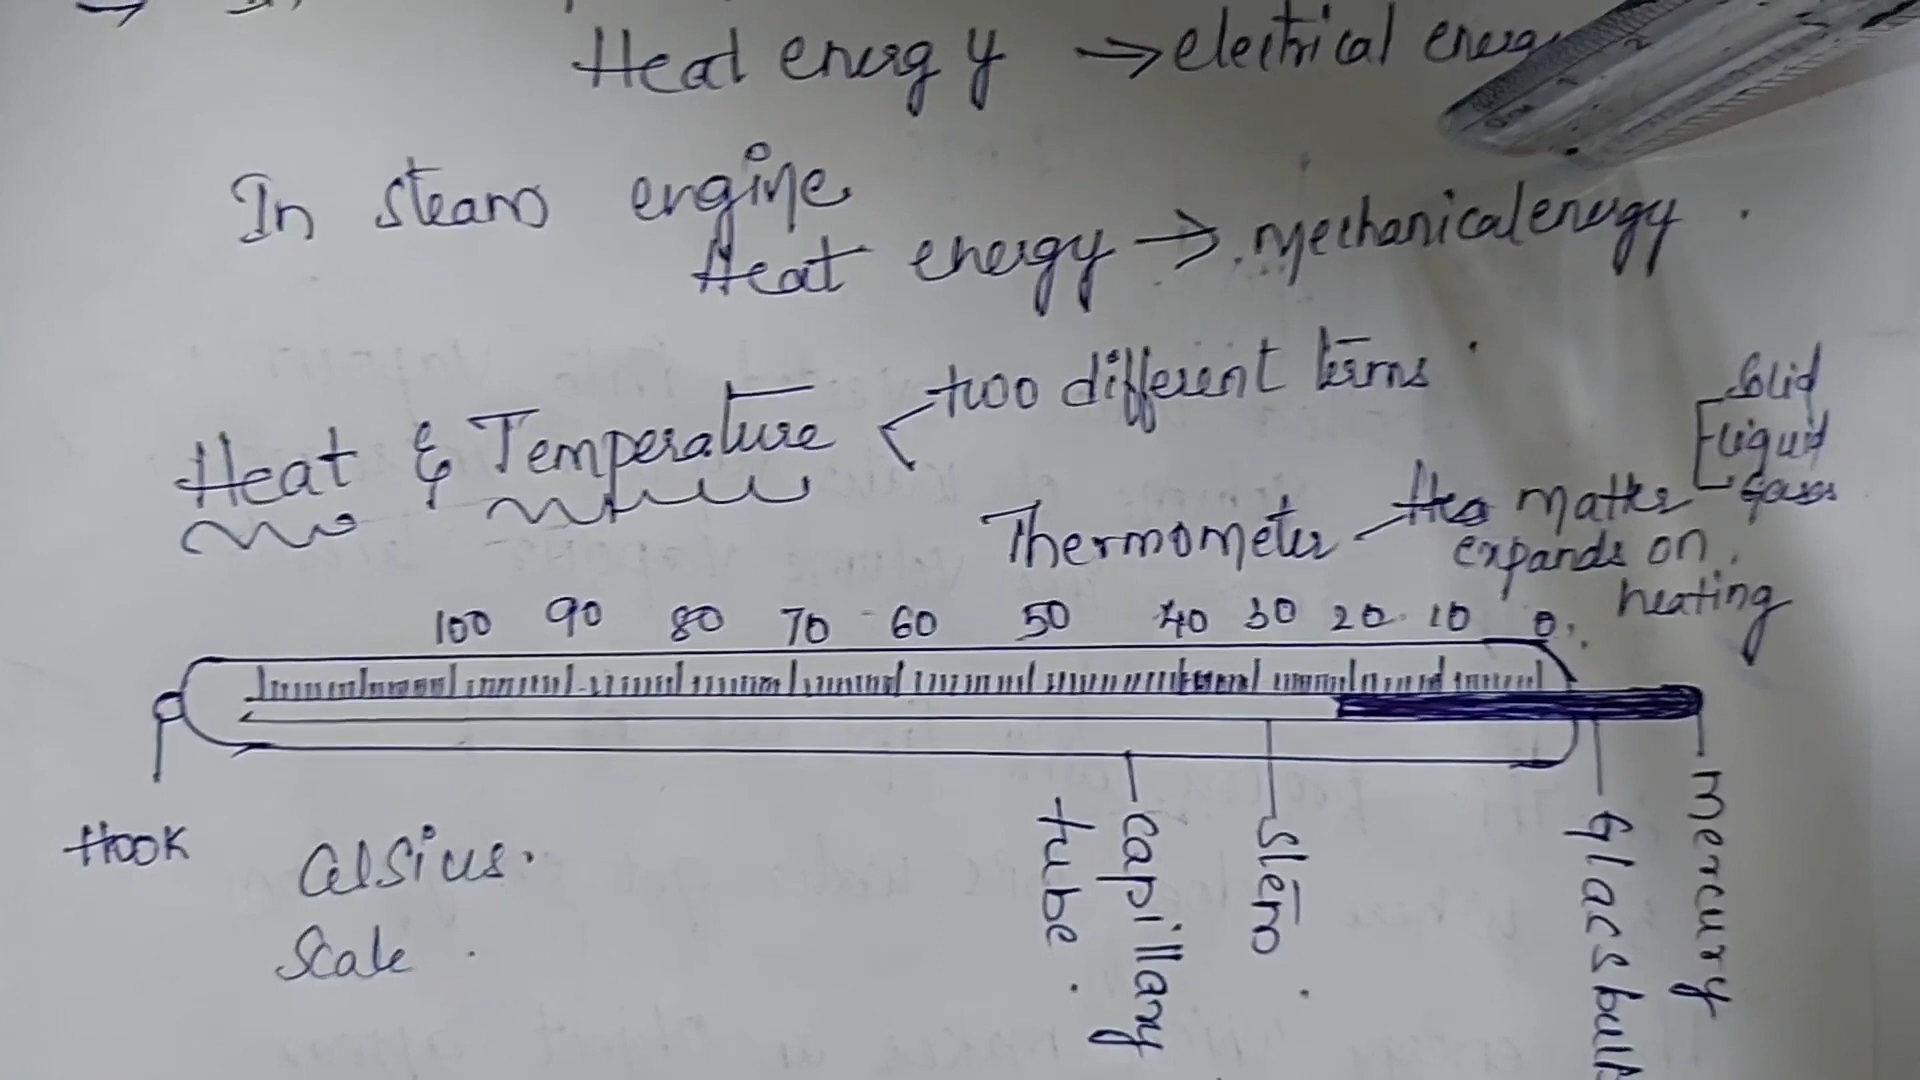 Heat energy → electrical energy
In steam engine
Heat energy → mechanical energy.
Heat & Temperature < two different terms.
Thermometer - matter
Solid
Liquid
Gases
expands on
heating
100 90 80 70 60 50 40 30 20 10 0
Hook
Celsius
Scale.
Capillary
tube.
Stem
Glacs bulb
Mercury